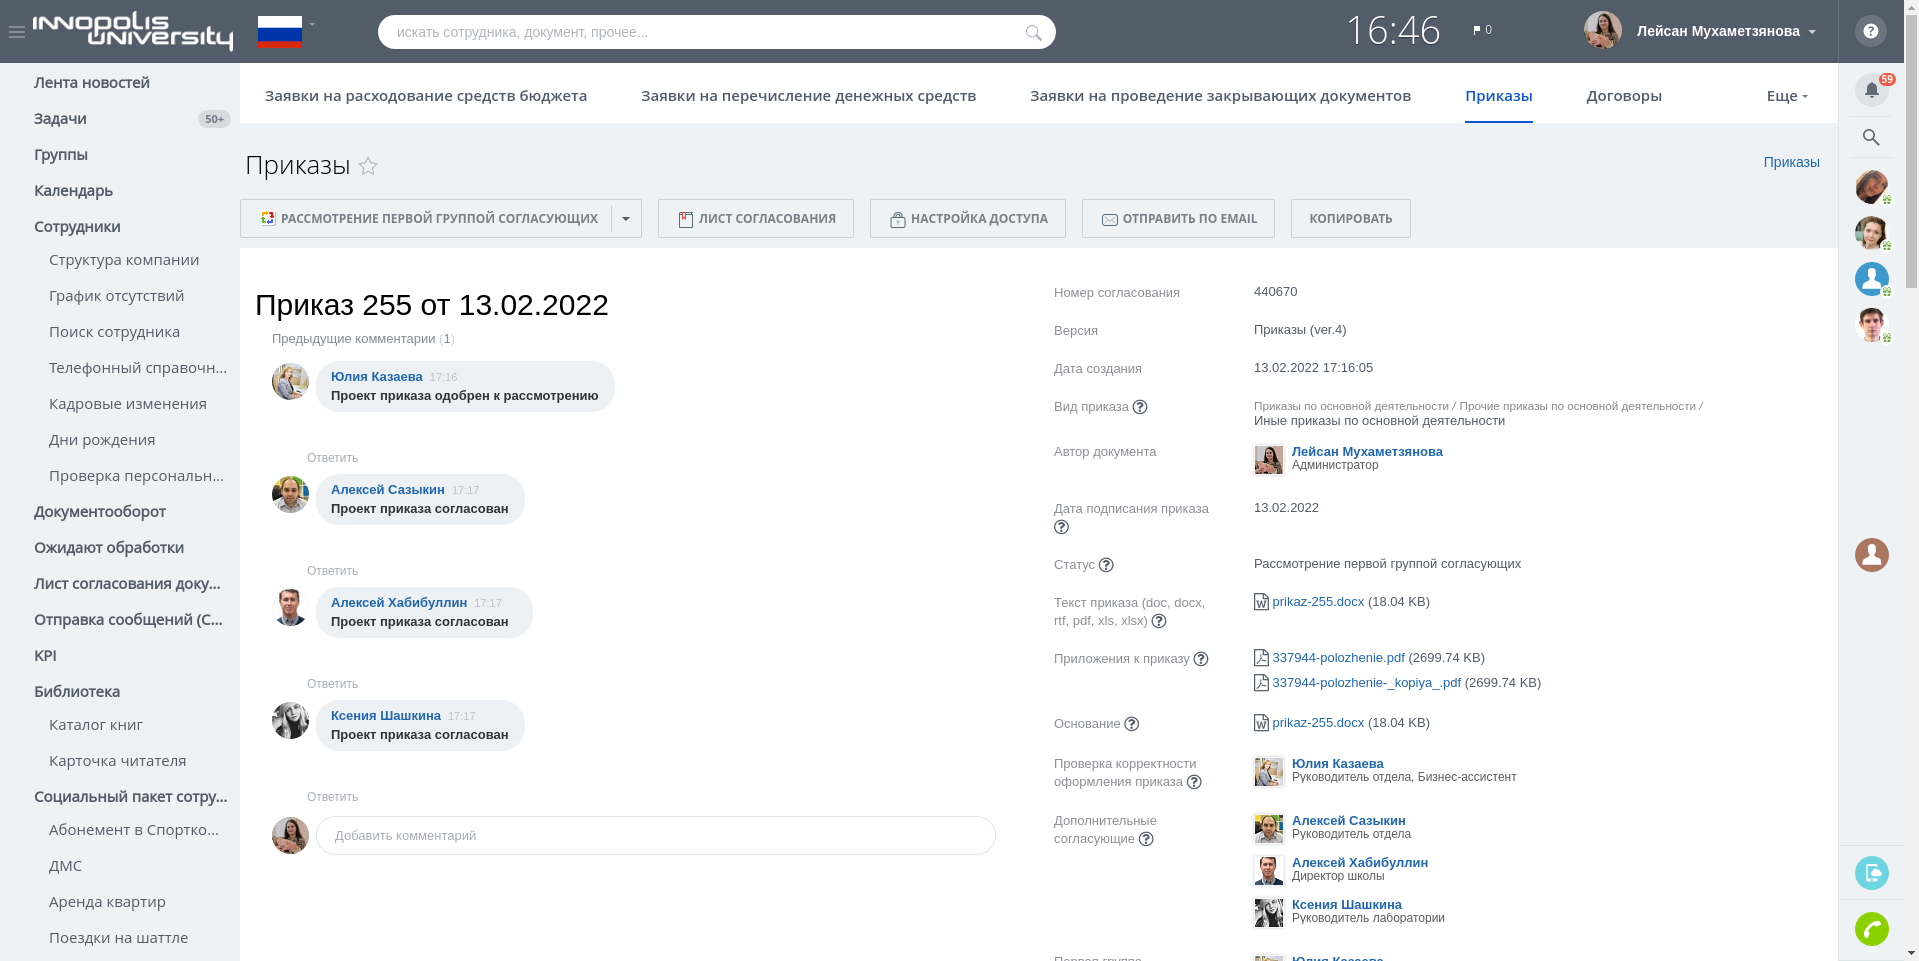 INNOPOLIS
UNIVERSITY
искать сотрудника, документ, прочее...
16:46
0
Лейсан Мухаметзянова
?
Лента новостей
Задачи
50+
Группы
Календарь
Сотрудники
Структура компании
График отсутствий
Поиск сотрудника
Телефонный справочн...
Кадровые изменения
Дни рождения
Проверка персональн...
Документооборот
Ожидают обработки
Лист согласования доку...
Отправка сообщений (С...
KPI
Библиотека
Каталог книг
Карточка читателя
Социальный пакет сотру...
Абонемент в Спортко...
ДМС
Аренда квартир
Поездки на шаттле
Заявки на расходование средств бюджета
Заявки на перечисление денежных средств
Заявки на проведение закрывающих документов
Приказы
Договоры
Еще
59
Приказы
Приказы
РАССМОТРЕНИЕ ПЕРВОЙ ГРУППОЙ СОГЛАСУЮЩИХ
ЛИСТ СОГЛАСОВАНИЯ
НАСТРОЙКА ДОСТУПА
ОТПРАВИТЬ ПО EMAIL
КОПИРОВАТЬ
Приказ 255 от 13.02.2022
Предыдущие комментарии (1)
Юлия Казаева 17:16
Проект приказа одобрен к рассмотрению
Ответить
Алексей Сазыкин 17:17
Проект приказа согласован
Ответить
Алексей Хабибуллин 17:17
Проект приказа согласован
Ответить
Ксения Шашкина 17:17
Проект приказа согласован
Ответить
Добавить комментарий
Номер согласования
440670
Версия
Приказы (ver.4)
Дата создания
13.02.2022 17:16:05
Вид приказа ?
Приказы по основной деятельности / Прочие приказы по основной деятельности /
Иные приказы по основной деятельности
Автор документа
Лейсан Мухаметзянова
Администратор
Дата подписания приказа
?
13.02.2022
Статус ?
Рассмотрение первой группой согласующих
Текст приказа (doc, docx,
rtf, pdf, xls, xlsx) ?
prikaz-255.docx (18.04 KB)
Приложения к приказу ?
337944-polozhenie.pdf (2699.74 KB)
337944-polozhenie-_kopiya_.pdf (2699.74 KB)
Основание ?
prikaz-255.docx (18.04 KB)
Проверка корректности
оформления приказа ?
Юлия Казаева
Руководитель отдела, Бизнес-ассистент
Дополнительные
согласующие ?
Алексей Сазыкин
Руководитель отдела
Алексей Хабибуллин
Директор школы
Ксения Шашкина
Руководитель лаборатории
Первая группа
Юлия Казаева